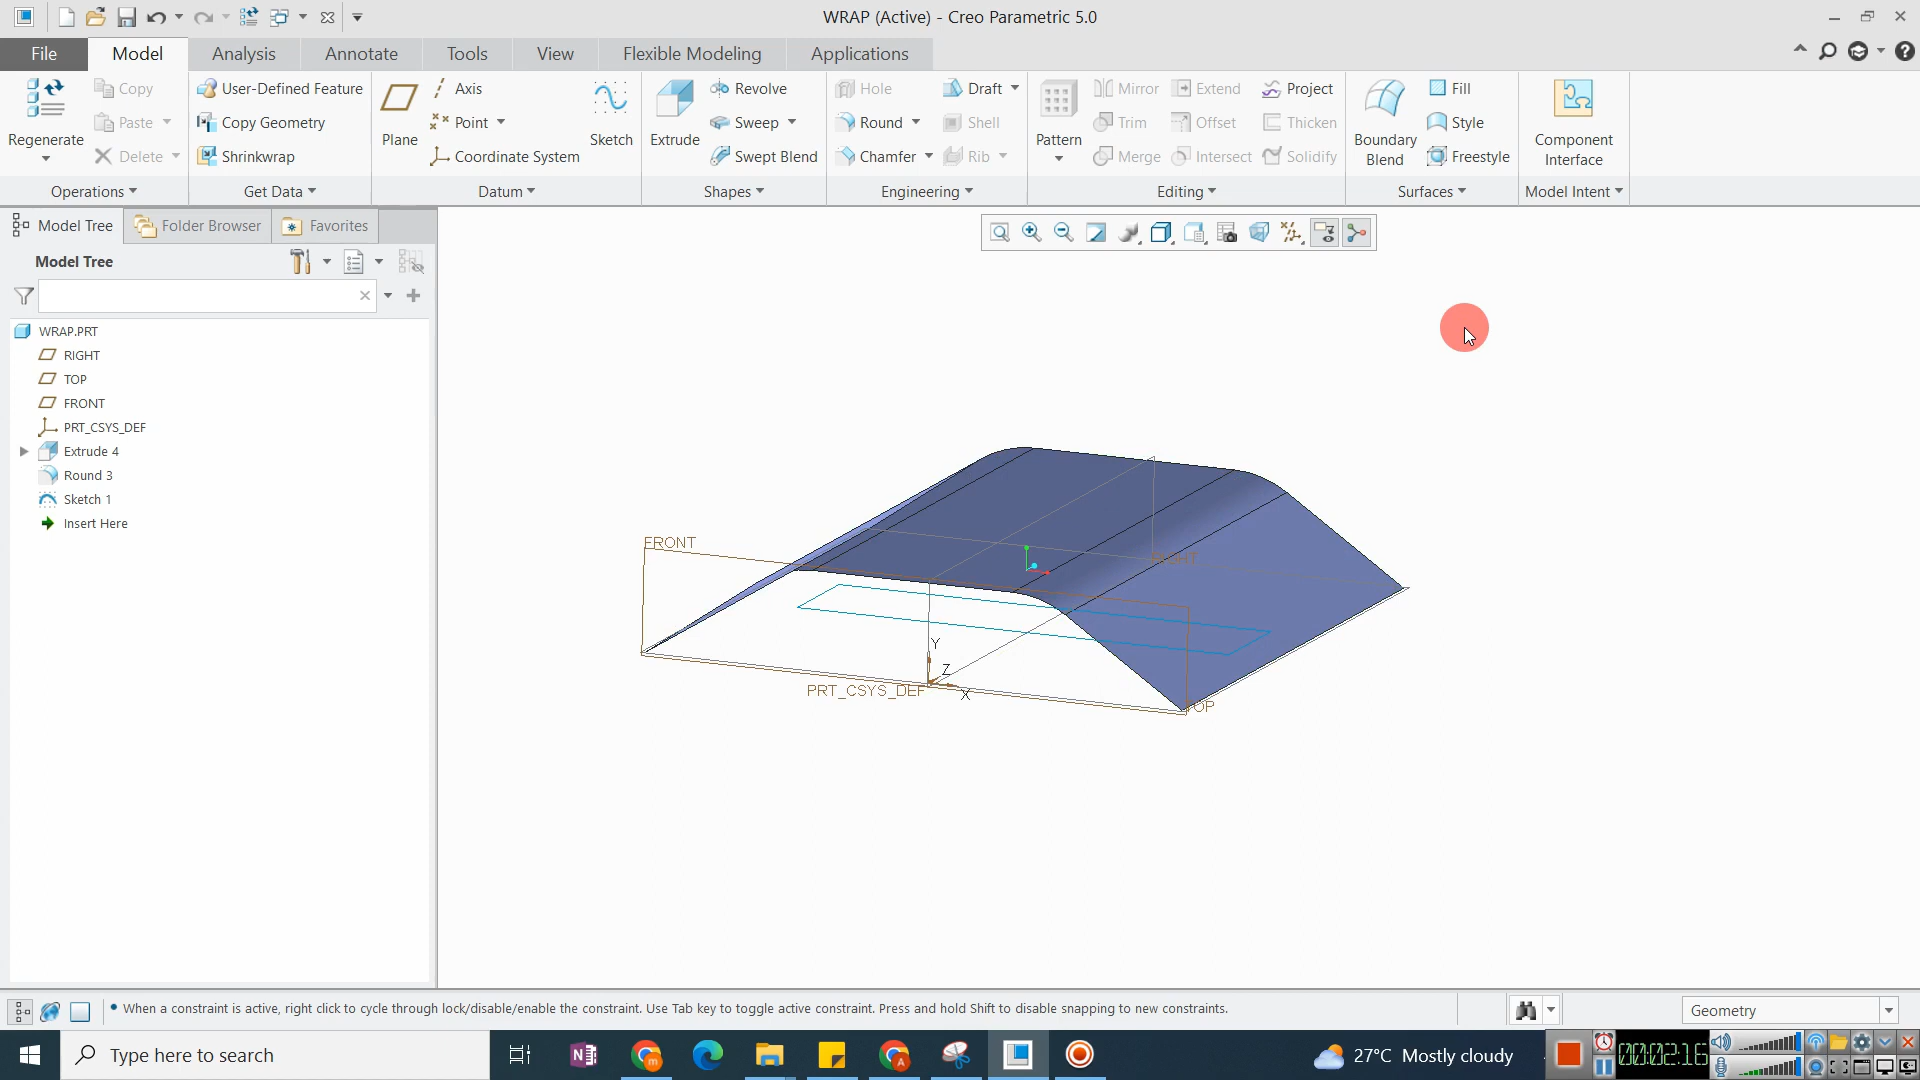 WRAP (Active) - Creo Parametric 5.0
File
Model
Analysis
Annotate
Tools
View
Flexible Modeling
Applications
Regenerate
Copy
Paste
Delete
Operations
User-Defined Feature
Copy Geometry
Shrinkwrap
Get Data
Plane
Axis
Point
Coordinate System
Sketch
Datum
Extrude
Revolve
Sweep
Swept Blend
Shapes
Hole
Round
Chamfer
Draft
Shell
Rib
Engineering
Pattern
Mirror
Trim
Merge
Extend
Offset
Intersect
Project
Thicken
Solidify
Editing
Boundary
Blend
Fill
Style
Freestyle
Surfaces
Component
Interface
Model Intent
Model Tree
Folder Browser
Favorites
Model Tree
WRAP.PRT
RIGHT
TOP
FRONT
PRT_CSYS_DEF
Extrude 4
Round 3
Sketch 1
Insert Here
FRONT
RIGHT
Y
Z
X
PRT_CSYS_DEF
TOP
• When a constraint is active, right click to cycle through lock/disable/enable the constraint. Use Tab key to toggle active constraint. Press and hold Shift to disable snapping to new constraints.
Geometry
Type here to search
27°C Mostly cloudy
00:02:16